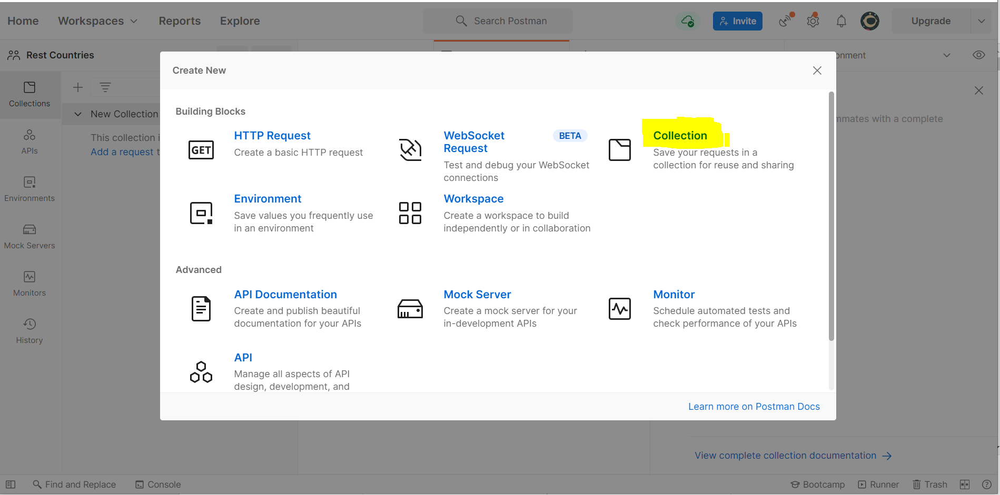 Home
Workspaces
Reports
Explore
Search Postman
Invite
Upgrade
Rest Countries
onment
Create New
Collections
New Collection
This collection i
Add a request t
APIs
Environments
Mock Servers
Monitors
History
Building Blocks
HTTP Request
Create a basic HTTP request
GET
WebSocket
Request
BETA
Test and debug your WebSocket
connections
Collection
Save your requests in a
collection for reuse and sharing
Environment
Save values you frequently use
in an environment
Workspace
Create a workspace to build
independently or in collaboration
Advanced
API Documentation
Create and publish beautiful
documentation for your APIs
Mock Server
Create a mock server for your
in-development APIs
Monitor
Schedule automated tests and
check performance of your APIs
API
Manage all aspects of API
design, development, and
Learn more on Postman Docs
mmates with a complete
View complete collection documentation
Find and Replace
Console
Bootcamp
Runner
Trash